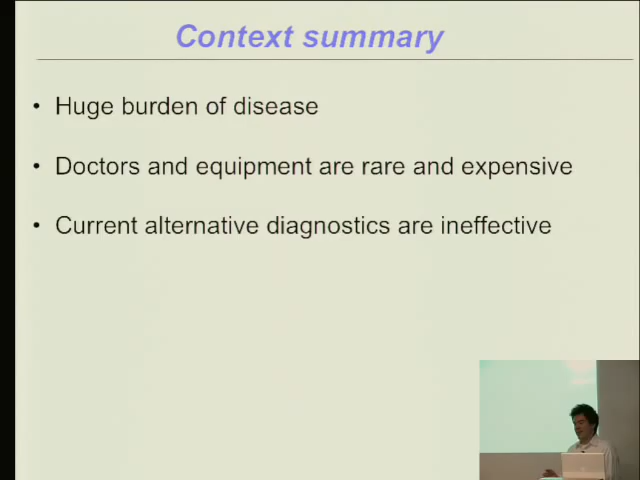 Context summary
• Huge burden of disease
• Doctors and equipment are rare and expensive
• Current alternative diagnostics are ineffective